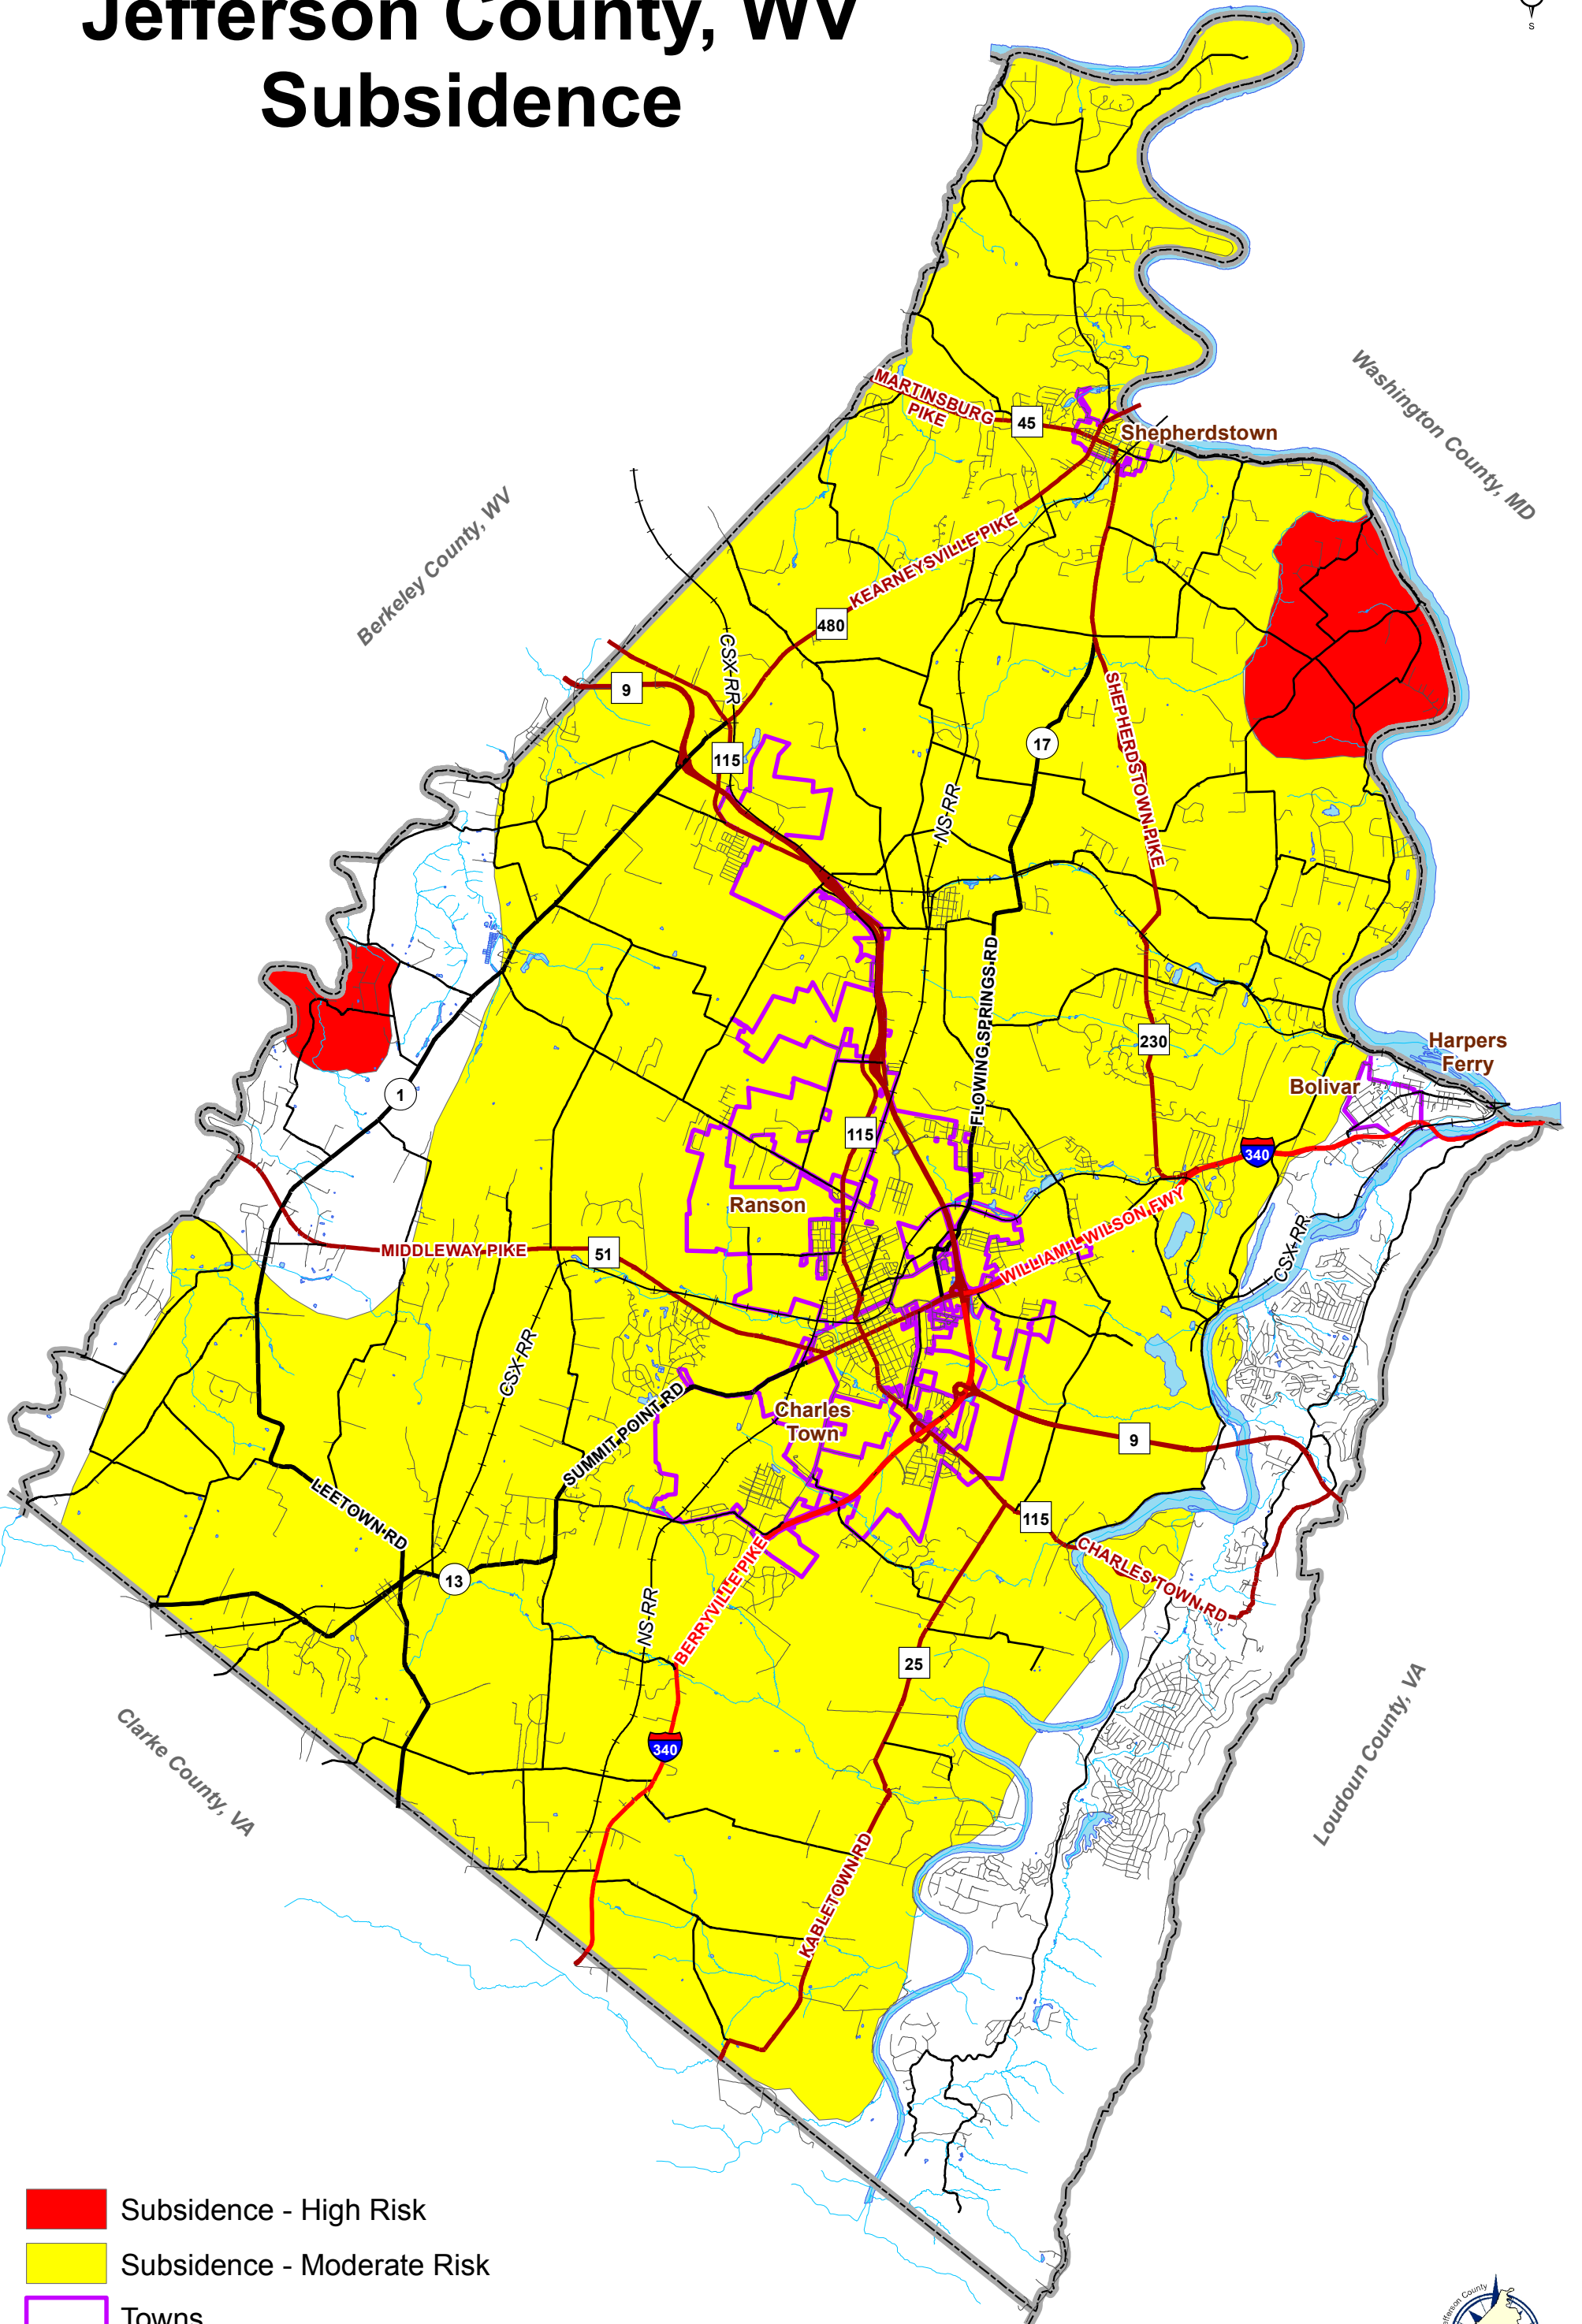 Jefferson County, WV
Subsidence
S
Washington County, MD
MARTINSBURG
PIKE
45
Shepherdstown
Berkeley County, WV
KEARNEYSVILLE PIKE
480
CSX-RR
9
SHEPHERDSTOWN PIKE
17
115
NS-RR
FLOWING SPRINGS RD
230
Harpers
Ferry
Bolivar
1
115
340
Ranson
WILLIAM L WILSON FWY
CSX-RR
MIDDLEWAY PIKE
51
CSX-RR
SUMMIT POINT RD
Charles
Town
9
LEETOWN RD
115
CHARLES TOWN RD
13
NS-RR
BERRYVILLE PIKE
25
Clarke County, VA
340
Loudoun County, VA
KABLETOWN RD
Subsidence - High Risk
Subsidence - Moderate Risk
Towns
Jefferson County